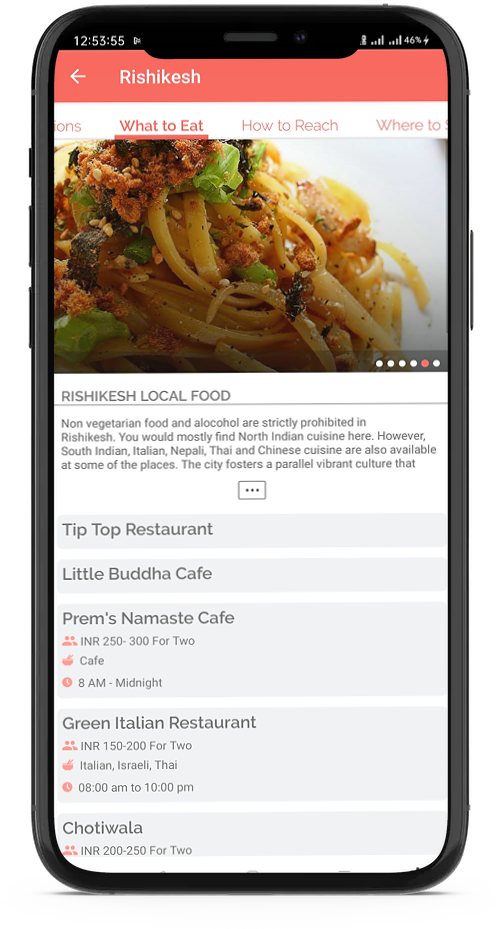 12:53:55
46%
Rishikesh
ions
What to Eat
How to Reach
Where to
RISHIKESH LOCAL FOOD
Non vegetarian food and alocohol are strictly prohibited in
Rishikesh. You would mostly find North Indian cuisine here. However,
South Indian, Italian, Nepali, Thai and Chinese cuisine are also available
at some of the places. The city fosters a parallel vibrant culture that
Tip Top Restaurant
Little Buddha Cafe
Prem's Namaste Cafe
INR 250- 300 For Two
Cafe
8 AM - Midnight
Green Italian Restaurant
INR 150-200 For Two
Italian, Israeli, Thai
08:00 am to 10:00 pm
Chotiwala
INR 200-250 For Two